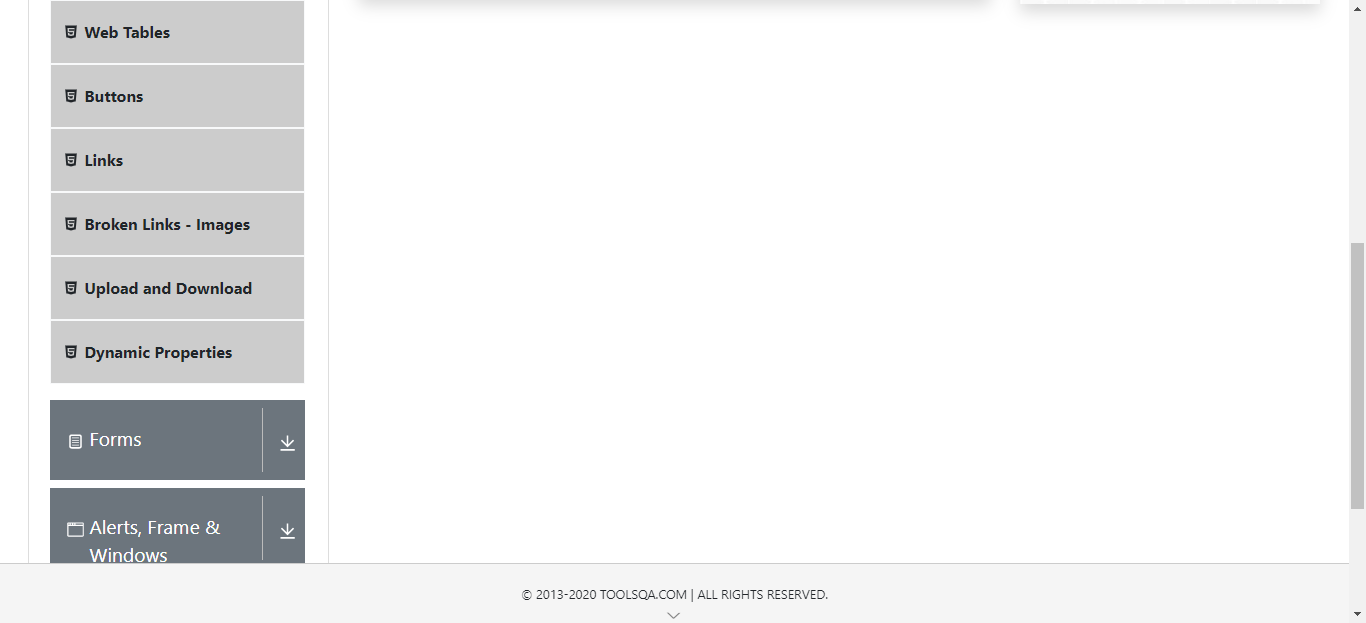 Web Tables
Buttons
Links
Broken Links - Images
Upload and Download
Dynamic Properties
Forms
Alerts, Frame &
Windows
© 2013-2020 TOOLSQA.COM | ALL RIGHTS RESERVED.